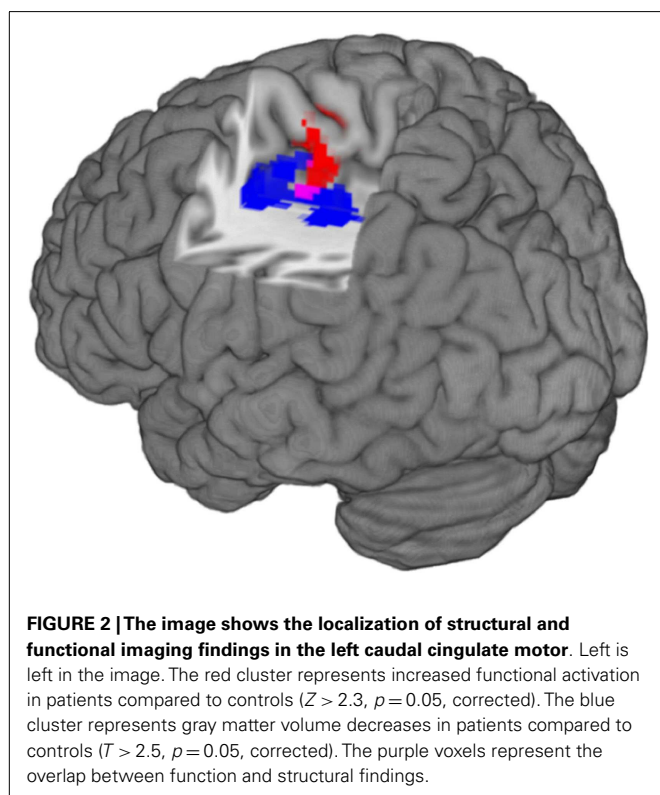 FIGURE 2 | The image shows the localization of structural and
functional imaging findings in the left caudal cingulate motor. Left is
left in the image. The red cluster represents increased functional activation
in patients compared to controls (Z > 2.3, p = 0.05, corrected). The blue
cluster represents gray matter volume decreases in patients compared to
controls (T > 2.5, p = 0.05, corrected). The purple voxels represent the
overlap between function and structural findings.